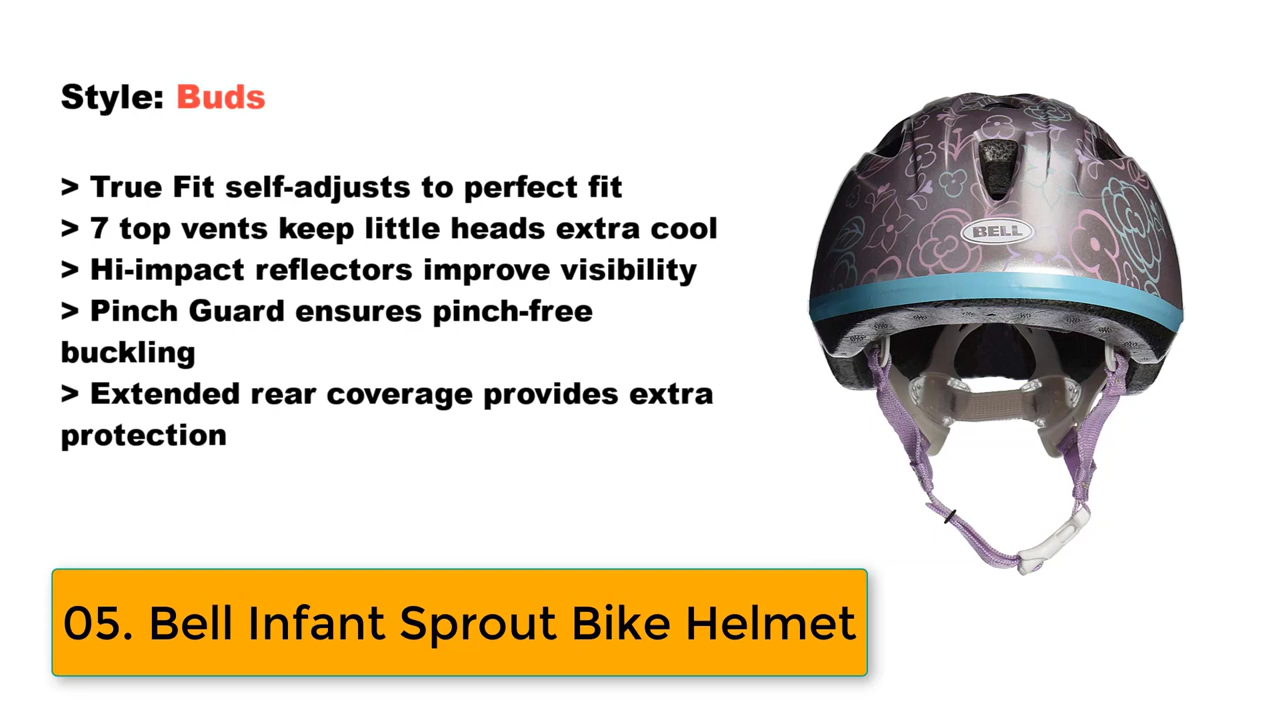 Style: Buds
> True Fit self-adjusts to perfect fit
> 7 top vents keep little heads extra cool
> Hi-impact reflectors improve visibility
> Pinch Guard ensures pinch-free
buckling
> Extended rear coverage provides extra
protection
BELL
05. Bell Infant Sprout Bike Helmet